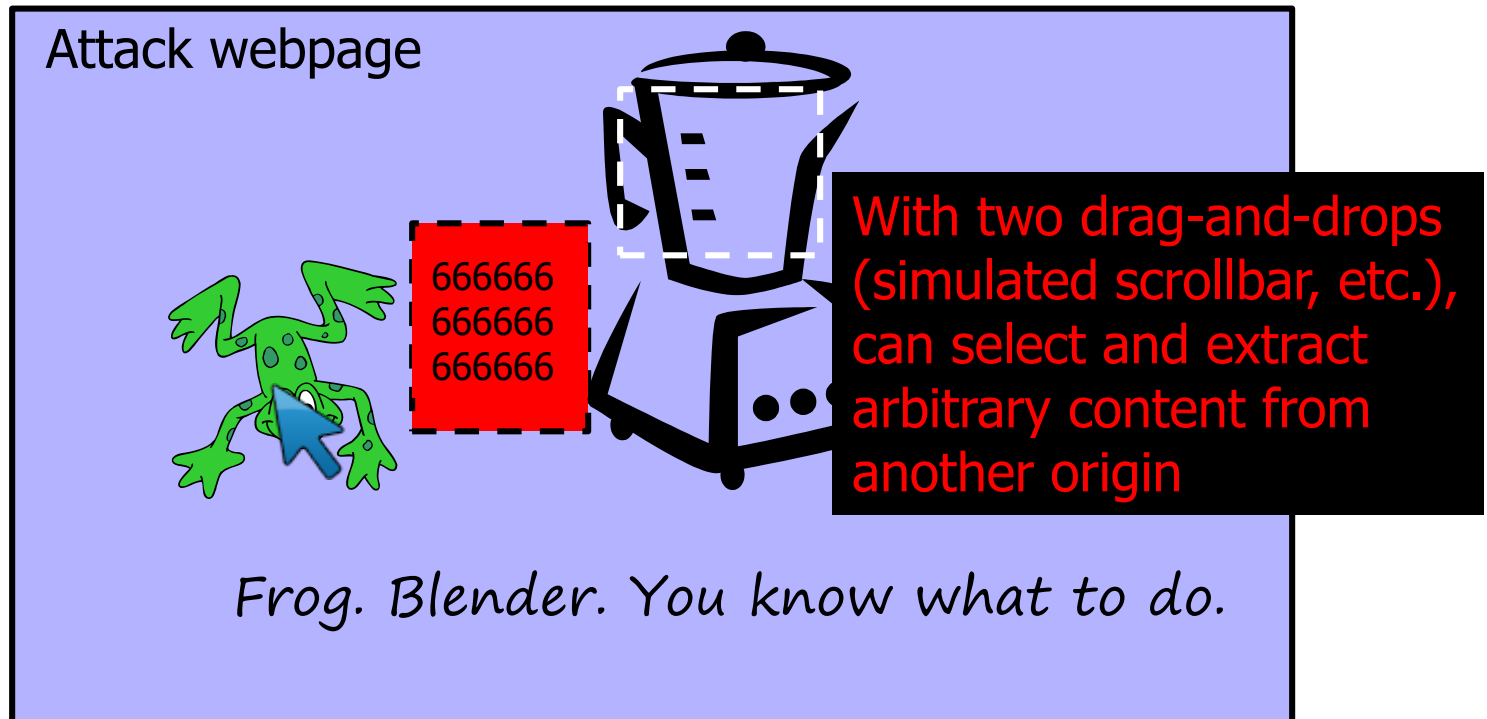 Attack webpage
666666
666666
666666
With two drag-and-drops
(simulated scrollbar, etc.),
can select and extract
arbitrary content from
another origin
Frog. Blender. You know what to do.